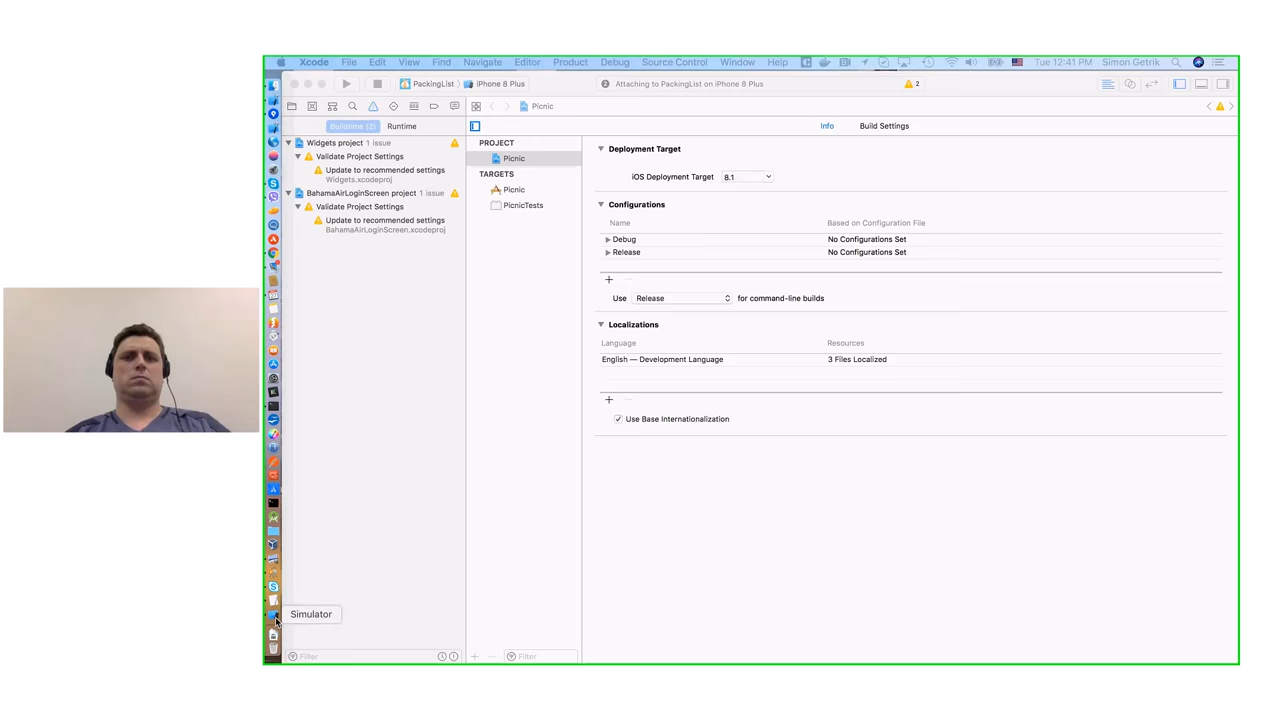 Xcode File Edit View Find Navigate Editor Product Debug Source Control Window Help Tue 12:41 PM Simon Getrik
PackingList iPhone 8 Plus Attaching to PackingList on iPhone 8 Plus 2
Picnic
Buildtime (2) Runtime
Info Build Settings
Widgets project 1 issue
Validate Project Settings
Update to recommended settings
Widgets.xcodeproj
BahamaAirLoginScreen project 1 issue
Validate Project Settings
Update to recommended settings
BahamaAirLoginScreen.xcodeproj
PROJECT
Picnic
TARGETS
Picnic
PicnicTests
Deployment Target
iOS Deployment Target 8.1
Configurations
Name Based on Configuration File
Debug No Configurations Set
Release No Configurations Set
+
Use Release for command-line builds
Localizations
Language Resources
English — Development Language 3 Files Localized
+
Use Base Internationalization
Simulator
Filter
+ Filter